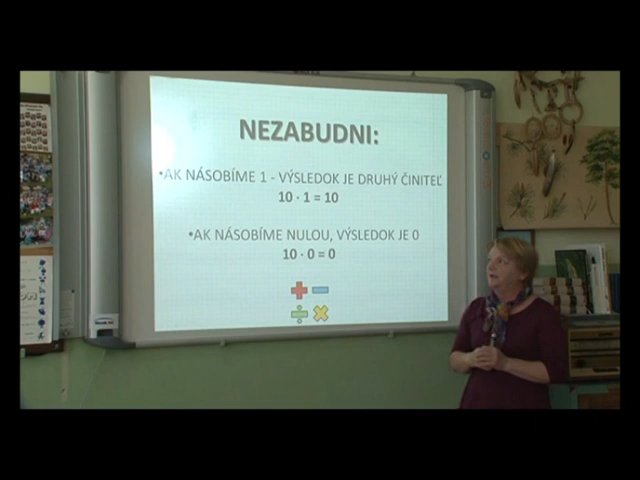 NEZABUDNI:
•AK NÁSOBÍME 1 - VÝSLEDOK JE DRUHÝ ČINITEĽ
10 · 1 = 10
•AK NÁSOBÍME NULOU, VÝSLEDOK JE 0
10 · 0 = 0